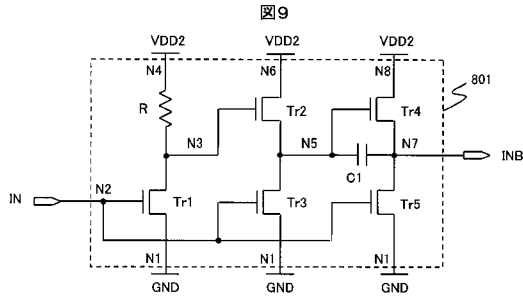 図9
VDD2 VDD2 VDD2
N4 N6 N8
801
R Tr2 Tr4
N3 N5 N7
INB
C1
IN N2
Tr1 Tr3 Tr5
N1 N1 N1
GND GND GND